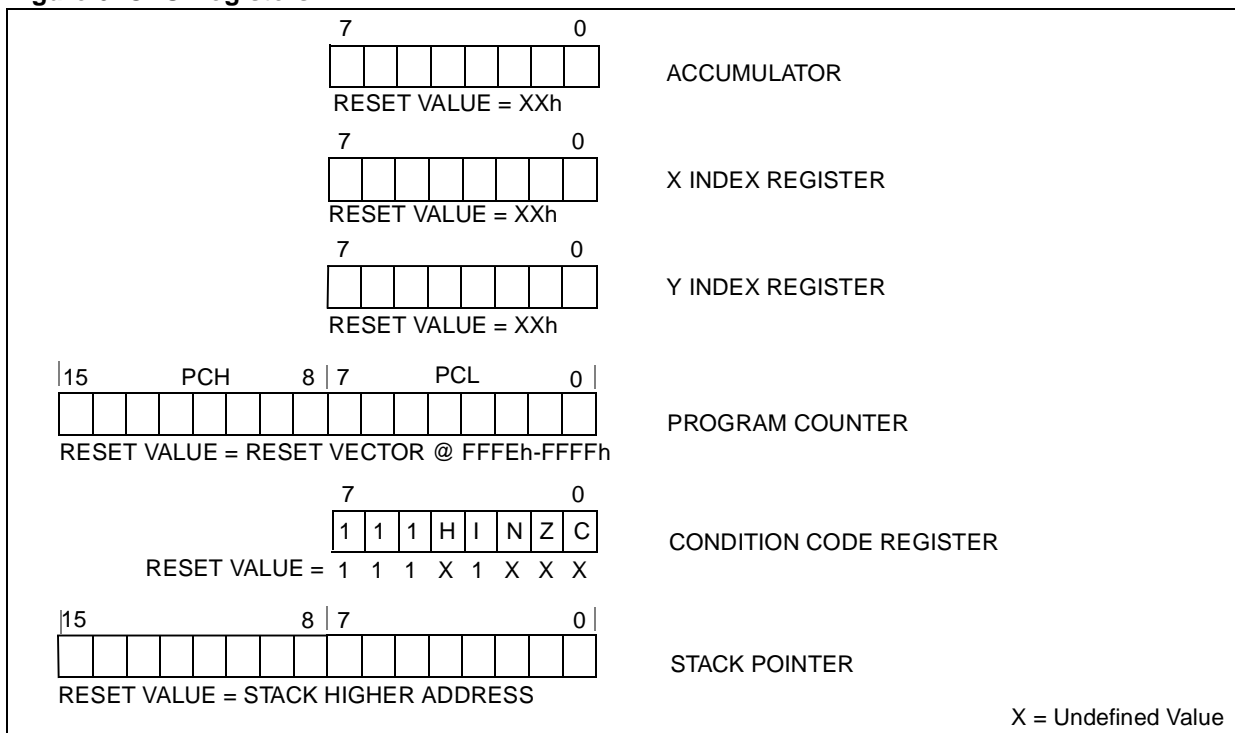 7 0
ACCUMULATOR
RESET VALUE = XXh
7 0
X INDEX REGISTER
RESET VALUE = XXh
7 0
Y INDEX REGISTER
RESET VALUE = XXh
15 PCH 8 7 PCL 0
PROGRAM COUNTER
RESET VALUE = RESET VECTOR @ FFFEh-FFFFh
7 0
1 1 1 H I N Z C
CONDITION CODE REGISTER
RESET VALUE = 1 1 1 X 1 X X X
15 8 7 0
STACK POINTER
RESET VALUE = STACK HIGHER ADDRESS
X = Undefined Value